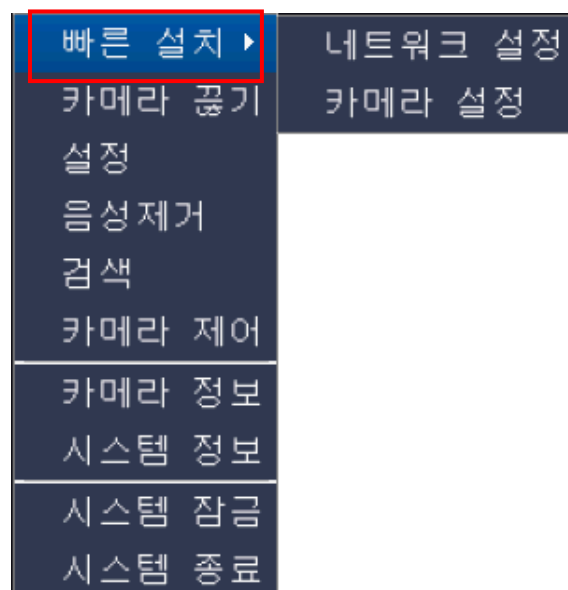 빠른 설치 ▸
네트워크 설정
카메라 끊기
카메라 설정
설정
음성제거
검색
카메라 제어
카메라 정보
시스템 정보
시스템 잠금
시스템 종료